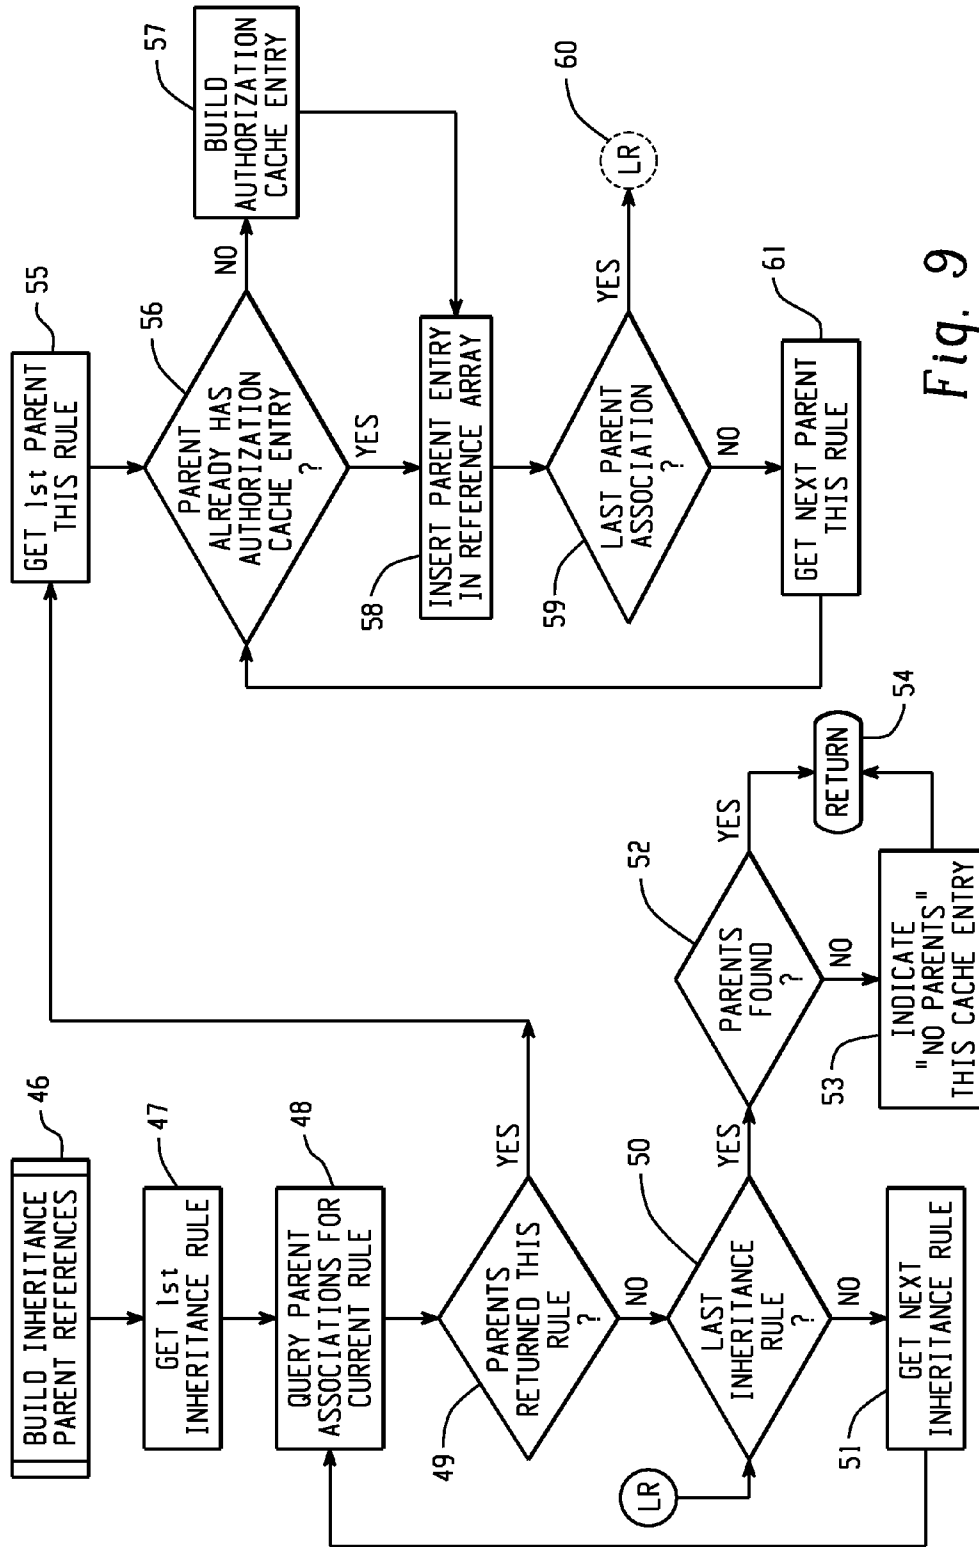 BUILD INHERITANCE
PARENT REFERENCES
46
GET 1st
INHERITANCE RULE
47
QUERY PARENT
ASSOCIATIONS FOR
CURRENT RULE
48
PARENTS
RETURNED THIS
RULE
?
49
YES
NO
LR
LAST
INHERITANCE
RULE
?
50
YES
NO
GET NEXT
INHERITANCE RULE
51
PARENTS
FOUND
?
52
YES
NO
INDICATE
"NO PARENTS"
THIS CACHE ENTRY
53
RETURN
54
GET 1st PARENT
THIS RULE
55
PARENT
ALREADY HAS
AUTHORIZATION
CACHE ENTRY
?
56
NO
YES
BUILD
AUTHORIZATION
CACHE ENTRY
57
INSERT PARENT ENTRY
IN REFERENCE ARRAY
58
LAST PARENT
ASSOCIATION
?
59
YES
NO
LR
60
GET NEXT PARENT
THIS RULE
61
Fig. 9